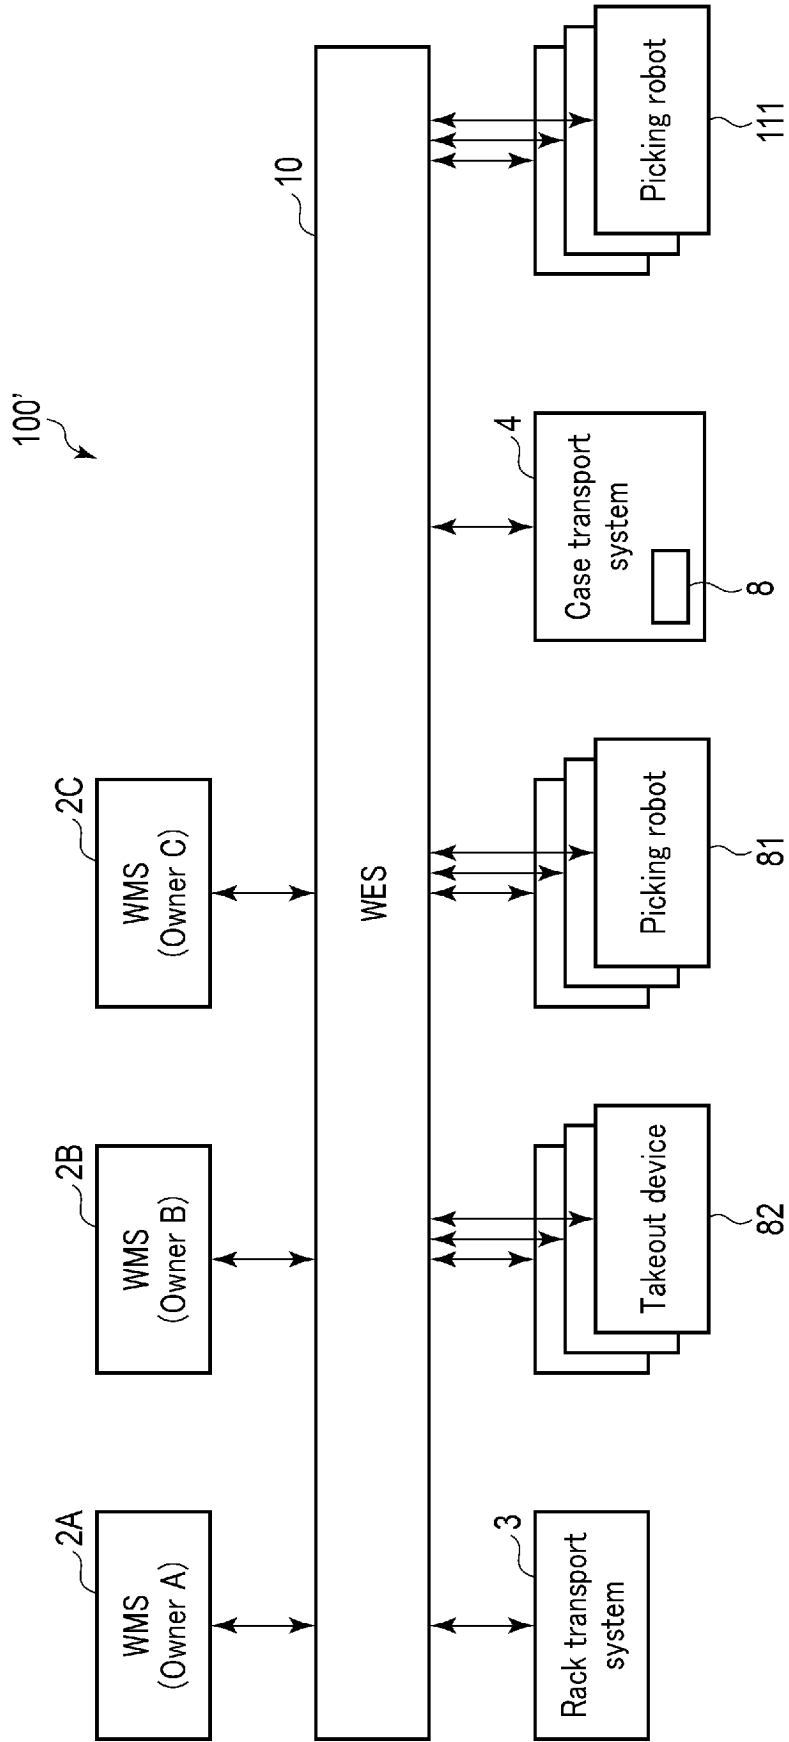 100'
2A
WMS
(Owner A)
2B
WMS
(Owner B)
2C
WMS
(Owner C)
10
WES
3
Rack transport
system
Takeout device
82
Picking robot
81
4
Case transport
system
8
Picking robot
111